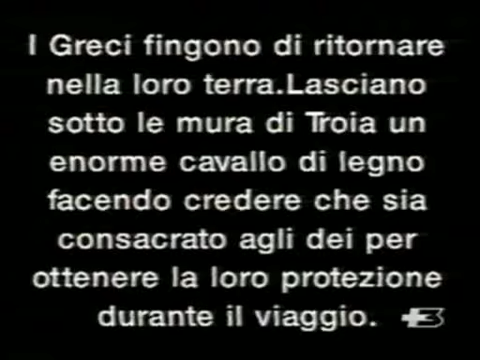 I Greci fingono di ritornare
nella loro terra.Lasciano
sotto le mura di Troia un
enorme cavallo di legno
facendo credere che sia
consacrato agli dei per
ottenere la loro protezione
durante il viaggio. 3